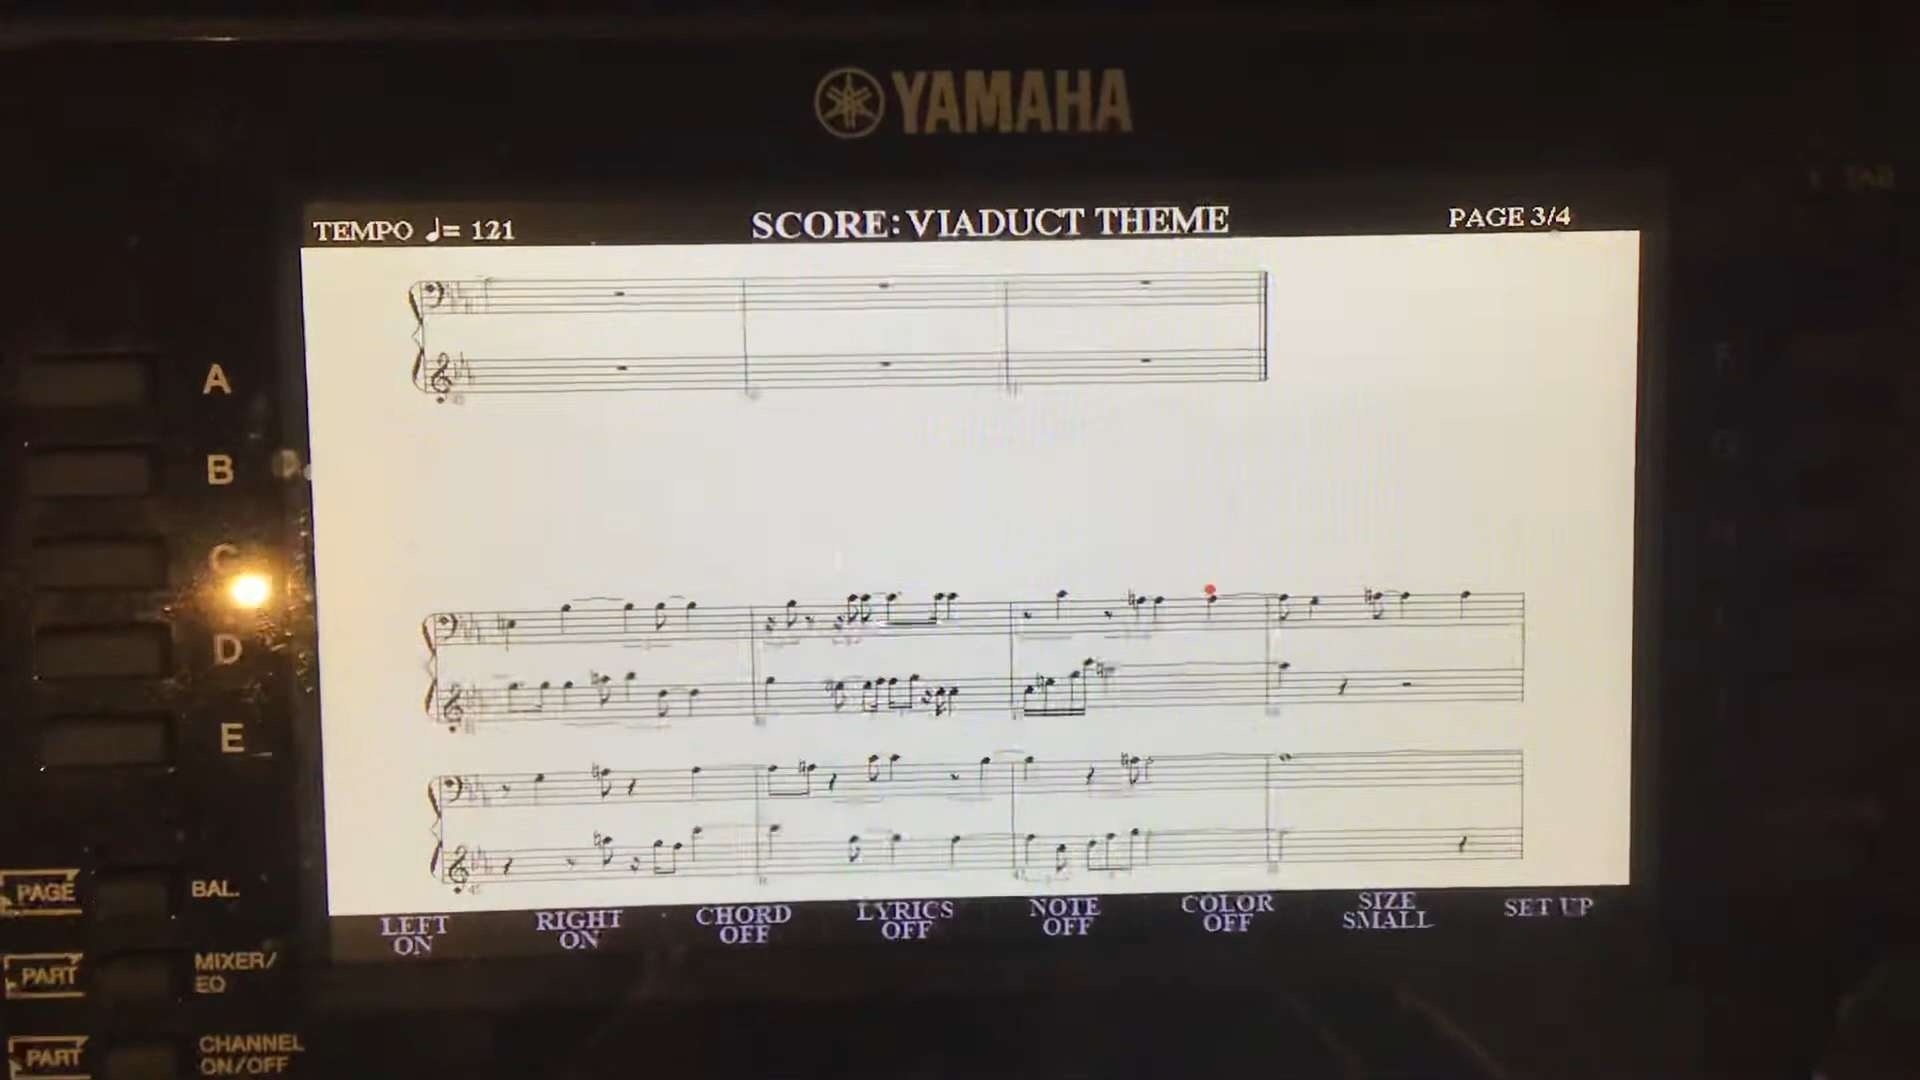 YAMAHA
TEMPO ♩= 121
SCORE: VIADUCT THEME
PAGE 3/4
A
B
C
D
E
45
PAGE
BAL.
PART
MIXER/
EQ
PART
CHANNEL
ON/OFF
LEFT
ON
RIGHT
ON
CHORD
OFF
LYRICS
OFF
NOTE
OFF
COLOR
OFF
SIZE
SMALL
SET UP